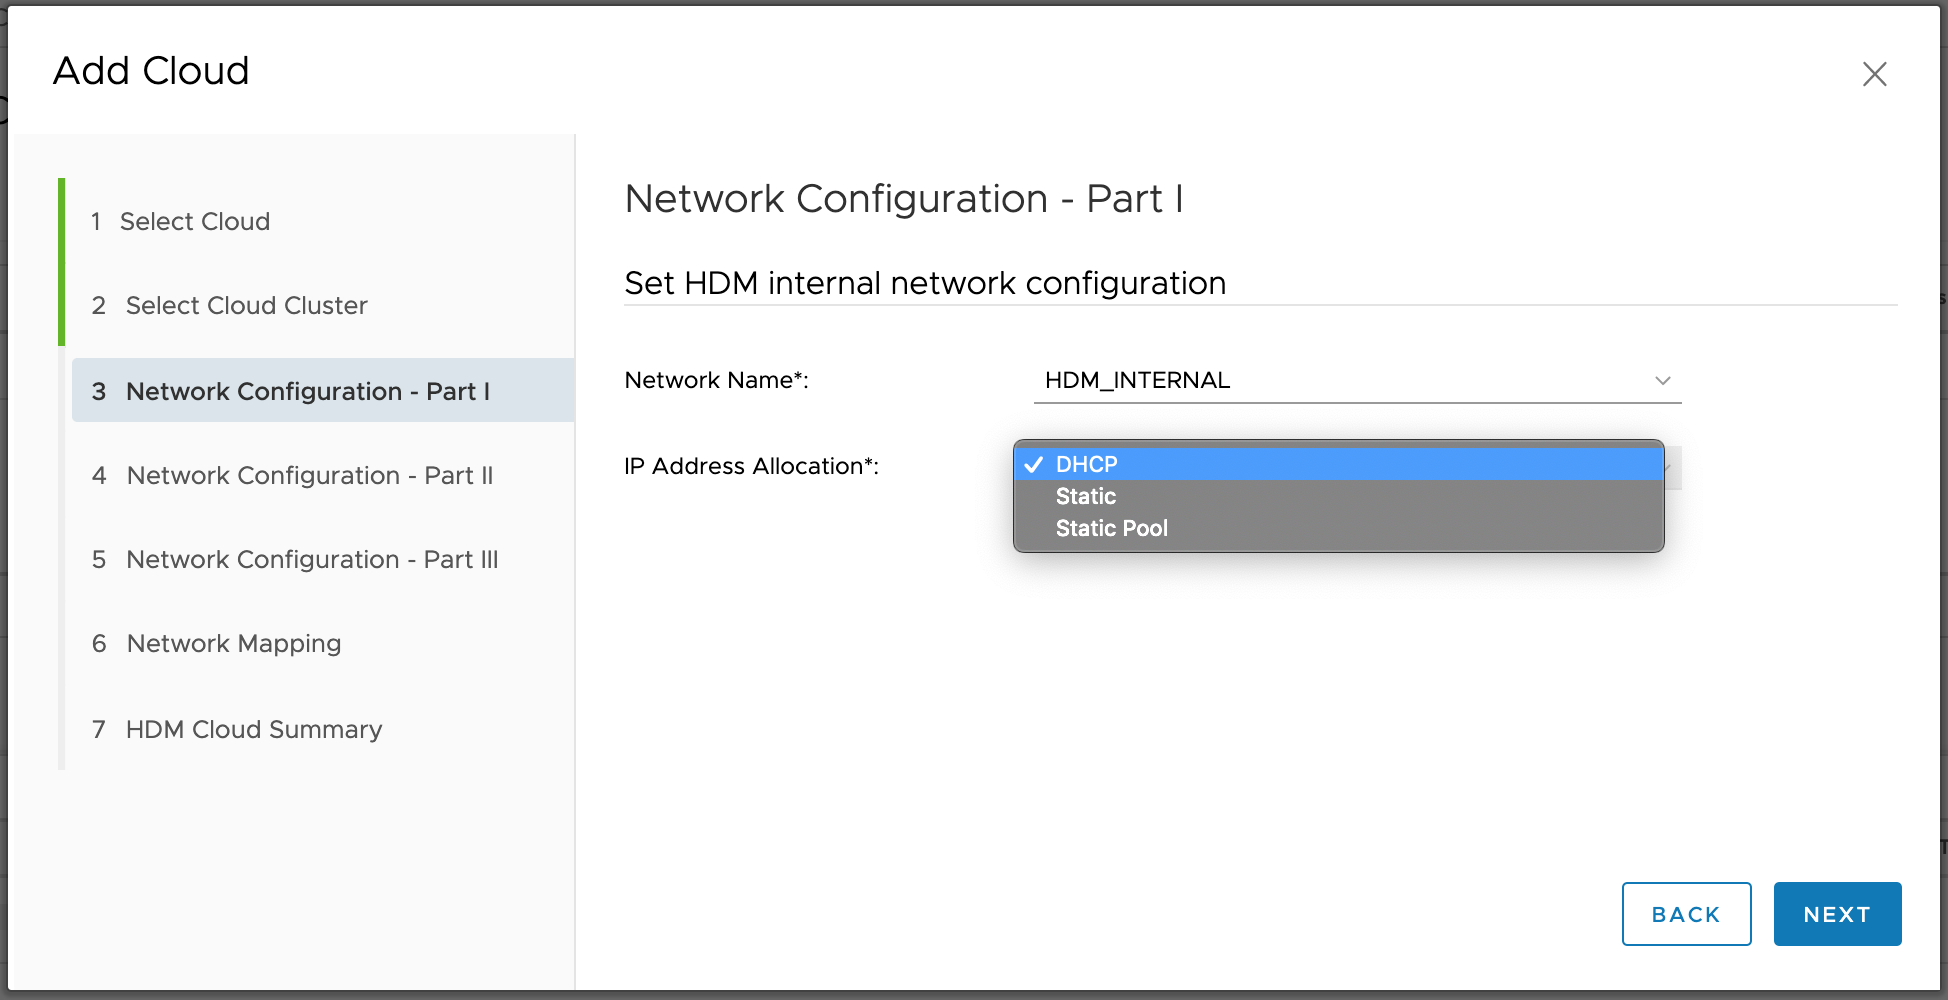 Add Cloud
1 Select Cloud
2 Select Cloud Cluster
3 Network Configuration - Part I
4 Network Configuration - Part II
5 Network Configuration - Part III
6 Network Mapping
7 HDM Cloud Summary
Network Configuration - Part I
Set HDM internal network configuration
Network Name*: HDM_INTERNAL
IP Address Allocation*:
DHCP
Static
Static Pool
BACK NEXT